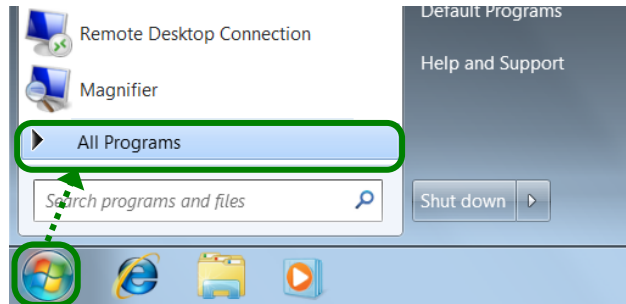 Remote Desktop Connection
Magnifier
All Programs
Search programs and files
Default Programs
Help and Support
Shut down